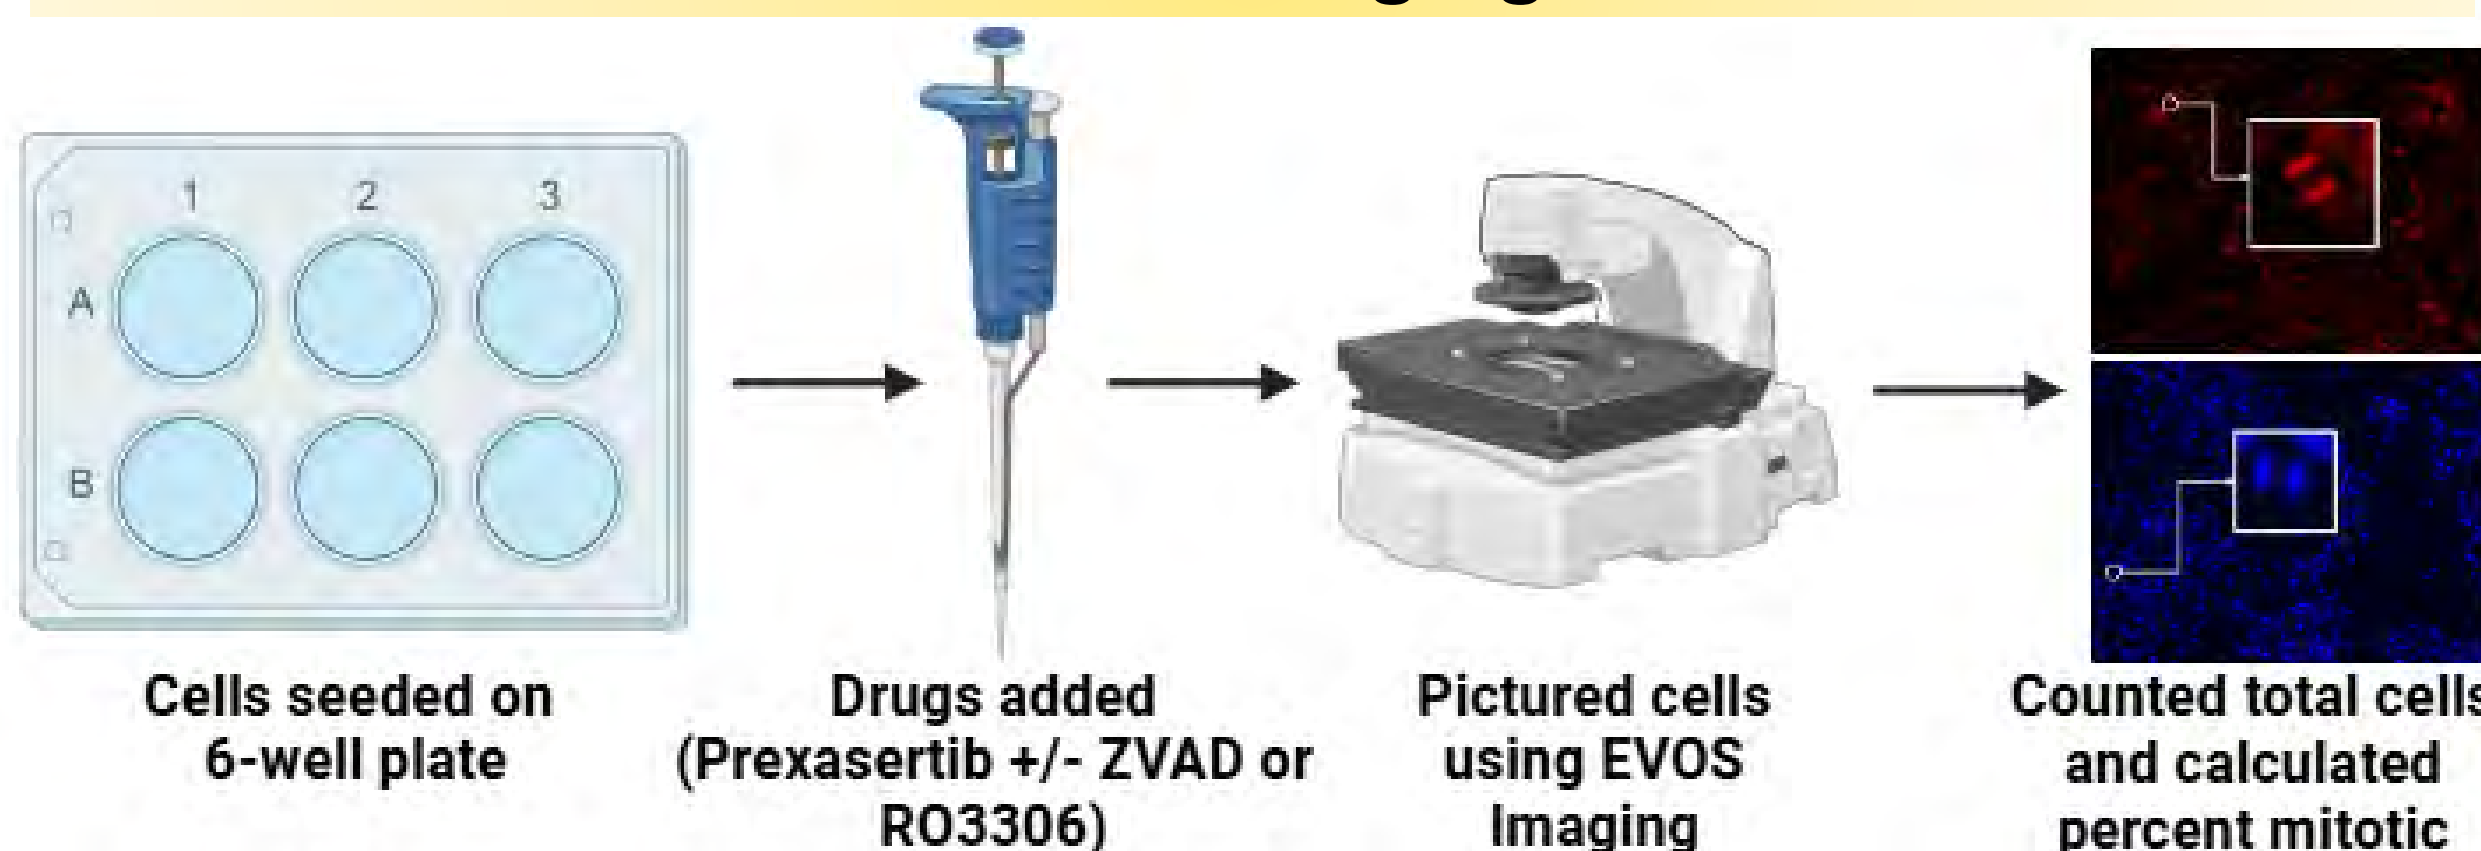 1 2 3
A
B
Cells seeded on
6-well plate
Drugs added
(Prexasertib +/- ZVAD or
RO3306)
Pictured cells
using EVOS
Imaging
Counted total cells
and calculated
percent mitotic